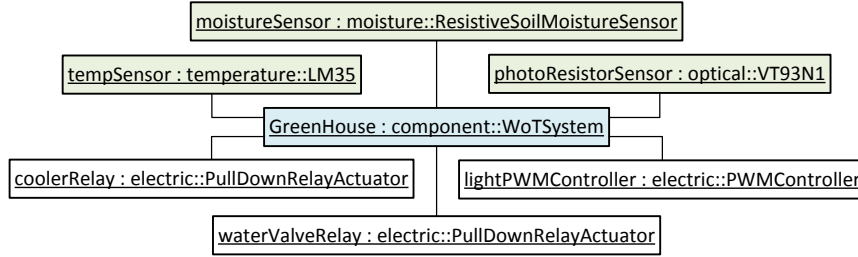 moistureSensor : moisture::ResistiveSoilMoistureSensor
tempSensor : temperature::LM35
photoResistorSensor : optical::VT93N1
GreenHouse : component::WoTSystem
coolerRelay : electric::PullDownRelayActuator
lightPWMController : electric::PWMController
waterValveRelay : electric::PullDownRelayActuator